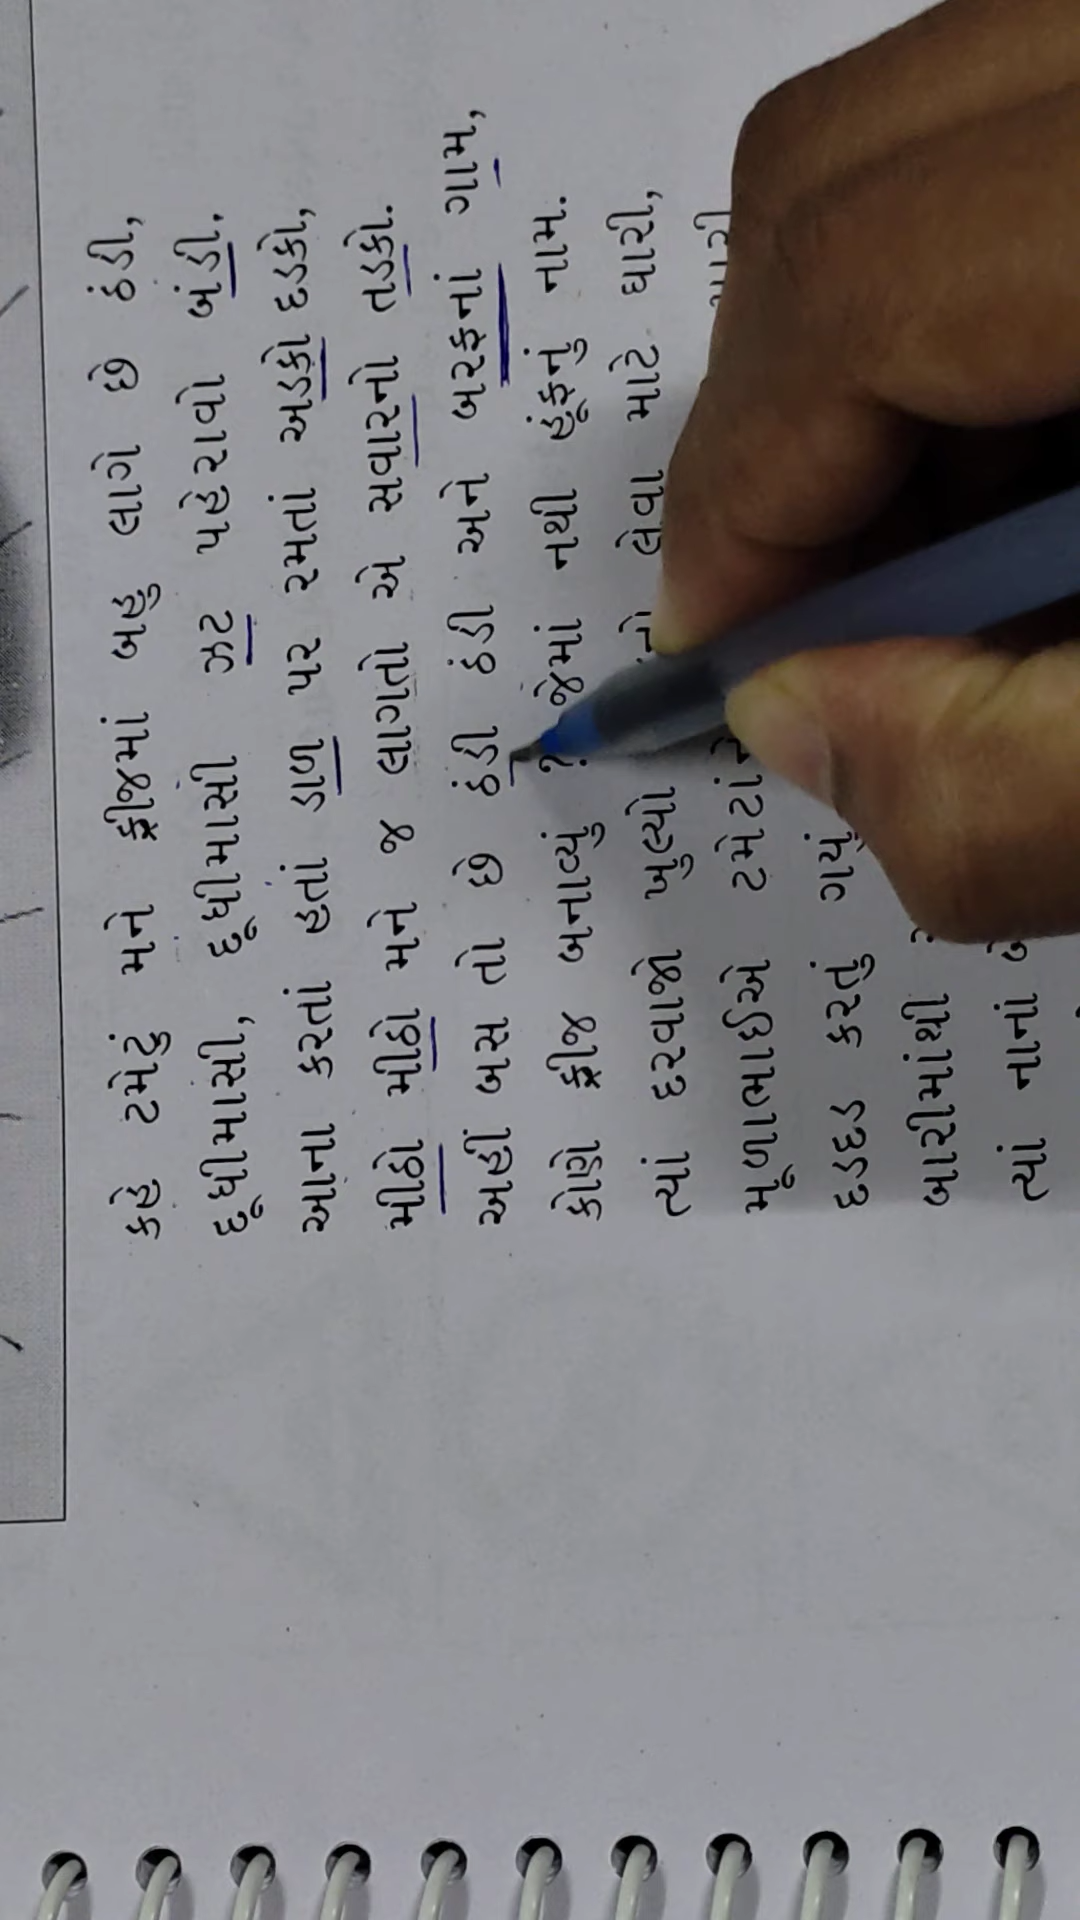 કહે ટમેટું મને ફ્રીજમાં બહુ લાગે છે ઠંડી,
દૂધીમાસી, દૂધીમાસી ઝટ પહેરાવો બંડી.
આના કરતાં હતાં ડાળ પર રમતાં અડકો દડકો,
મીઠો મીઠો મને જ લાગતો એ સવારનો તડકો.
અહીં બસ તો છે ઠંડી ઠંડી અને બરફનાં ગામ,
કોણે ફ્રીજ બનાવ્યું ? જેમાં નથી હૂંફનું નામ.
ત્યાં દરવાજો ખુલ્યો લેવા માટે ઘારી,
મૂળાભાઈએ
દડદડ કરતું ગયું
બારીમાંથી
ત્યાં નાનાં